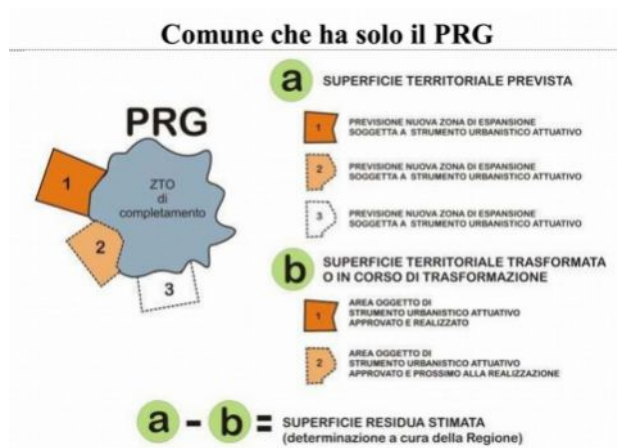 Comune che ha solo il PRG
a SUPERFICIE TERRITORIALE PREVISTA
PRG
1 PREVISIONE NUOVA ZONA DI ESPANSIONE
SOGGETTA A STRUMENTO URBANISTICO ATTUATIVO
2 PREVISIONE NUOVA ZONA DI ESPANSIONE
SOGGETTA A STRUMENTO URBANISTICO ATTUATIVO
3 PREVISIONE NUOVA ZONA DI ESPANSIONE
SOGGETTA A STRUMENTO URBANISTICO ATTUATIVO
1
ZTO
di
completamento
2
3
b SUPERFICIE TERRITORIALE TRASFORMATA
O IN CORSO DI TRASFORMAZIONE
1 AREA OGGETTO DI
STRUMENTO URBANISTICO ATTUATIVO
APPROVATO E REALIZZATO
2 AREA OGGETTO DI
STRUMENTO URBANISTICO ATTUATIVO
APPROVATO E PROSSIMO ALLA REALIZZAZIONE
a - b = SUPERFICIE RESIDUA STIMATA
(determinazione a cura della Regione)